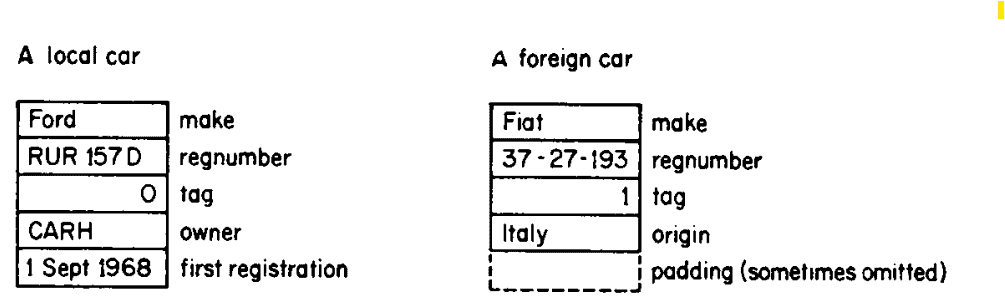 A local car
Ford make
RUR 157D regnumber
0 tag
CARH owner
1 Sept 1968 first registration
A foreign car
Fiat make
37-27-193 regnumber
1 tag
Italy origin
padding (sometimes omitted)